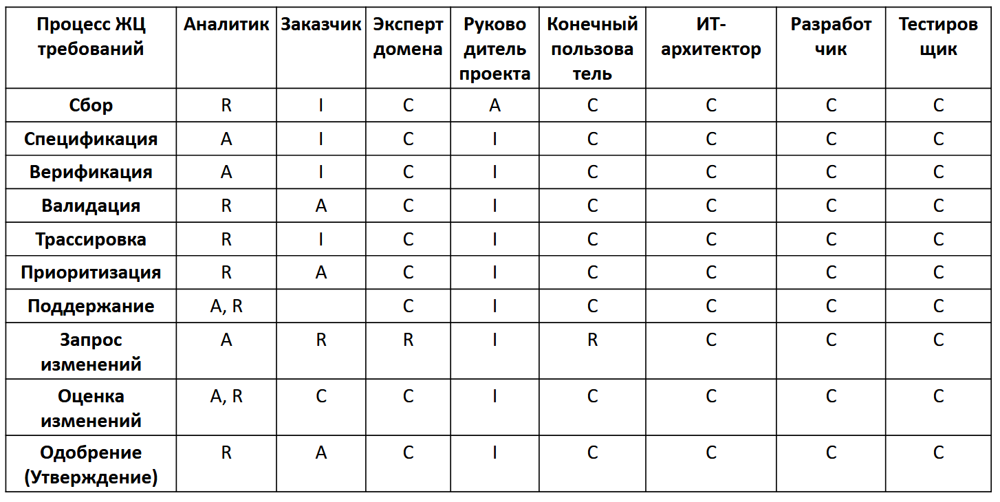 Процесс ЖЦ требований Аналитик Заказчик Эксперт домена Руково дитель проекта Конечный пользова тель ИТ- архитектор Разработ чик Тестиров щик
Сбор R I C A C C C C
Спецификация A I C I C C C C
Верификация A I C I C C C C
Валидация R A C I C C C C
Трассировка R I C I C C C C
Приоритизация R A C I C C C C
Поддержание A, R C I C C C C
Запрос изменений A R R I R C C C
Оценка изменений A, R C C I C C C C
Одобрение (Утверждение) R A C I C C C C